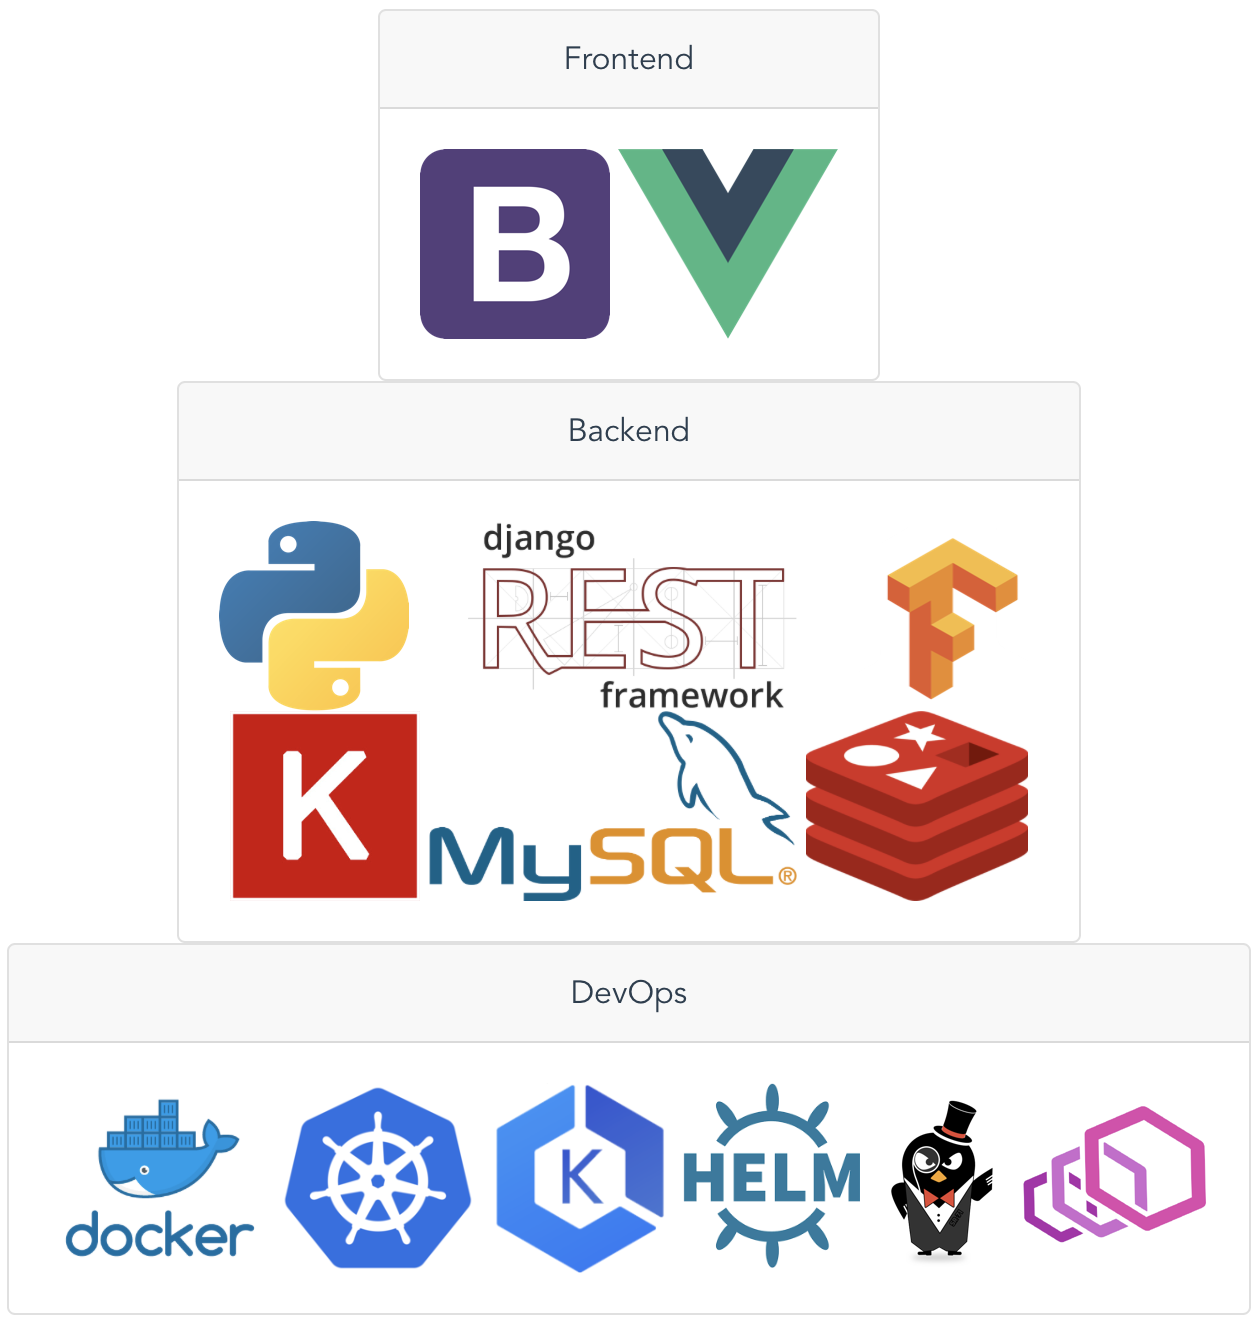 Frontend
B
Backend
django
REST
framework
K
MySQL®
DevOps
docker
K
HELM